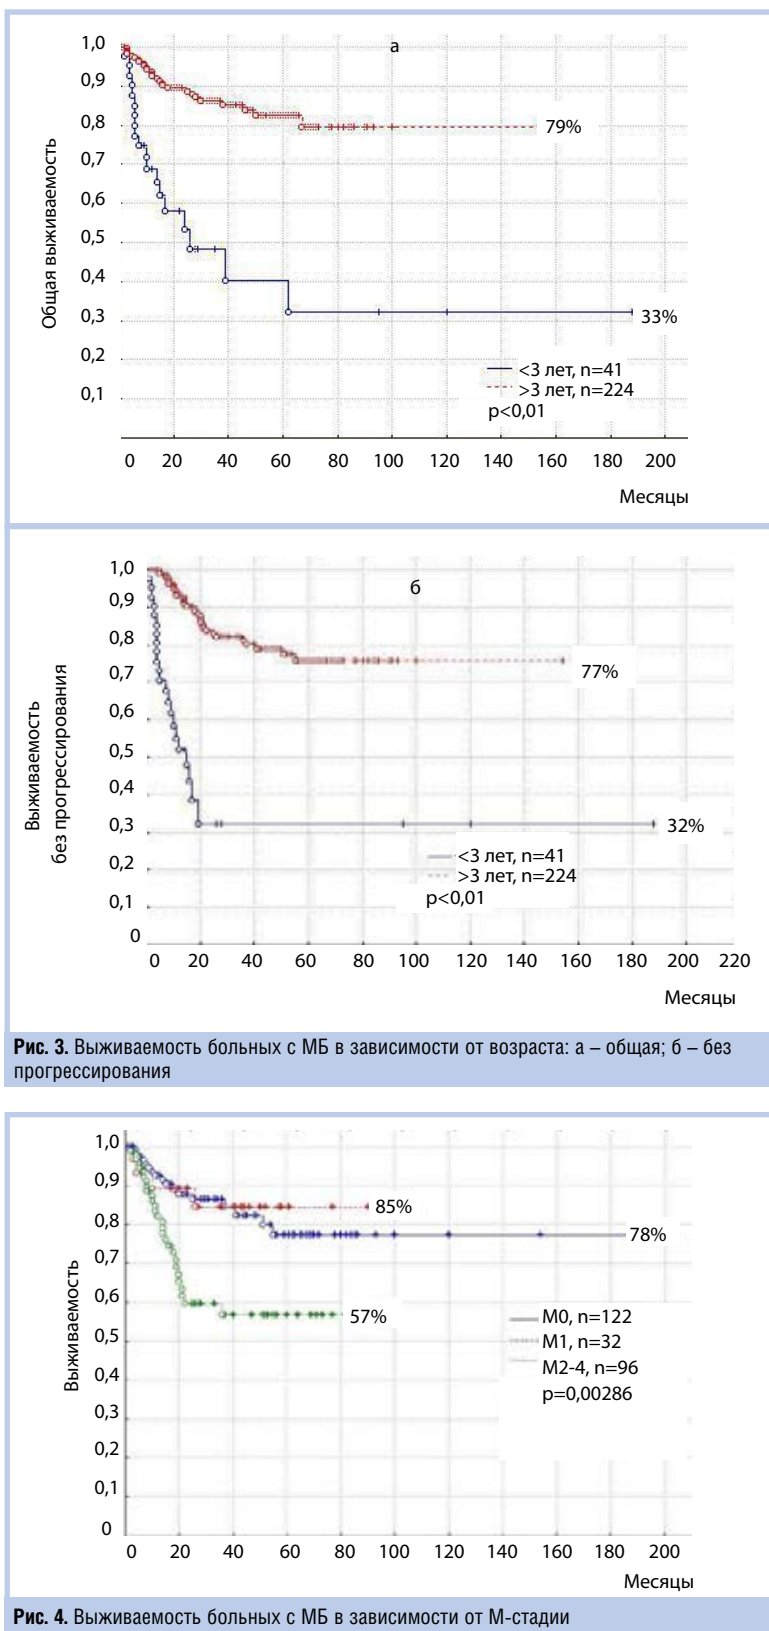 а
1,0
0,9
0,8
0,7
0,6
0,5
0,4
0,3
0,2
0,1
Общая выживаемость
79%
33%
<3 лет, n=41
>3 лет, n=224
p<0,01
0 20 40 60 80 100 120 140 160 180 200
Месяцы
б
1,0
0,9
0,8
0,7
0,6
0,5
0,4
0,3
0,2
0,1
0
Выживаемость
без прогрессирования
77%
32%
<3 лет, n=41
>3 лет, n=224
p<0,01
0 20 40 60 80 100 120 140 160 180 200 220
Месяцы
Рис. 3. Выживаемость больных с МБ в зависимости от возраста: а – общая; б – без
прогрессирования
1,0
0,9
0,8
0,7
0,6
0,5
0,4
0,3
0,2
0,1
0
Выживаемость
85%
78%
57%
M0, n=122
M1, n=32
M2-4, n=96
p=0,00286
0 20 40 60 80 100 120 140 160 180 200
Месяцы
Рис. 4. Выживаемость больных с МБ в зависимости от М-стадии